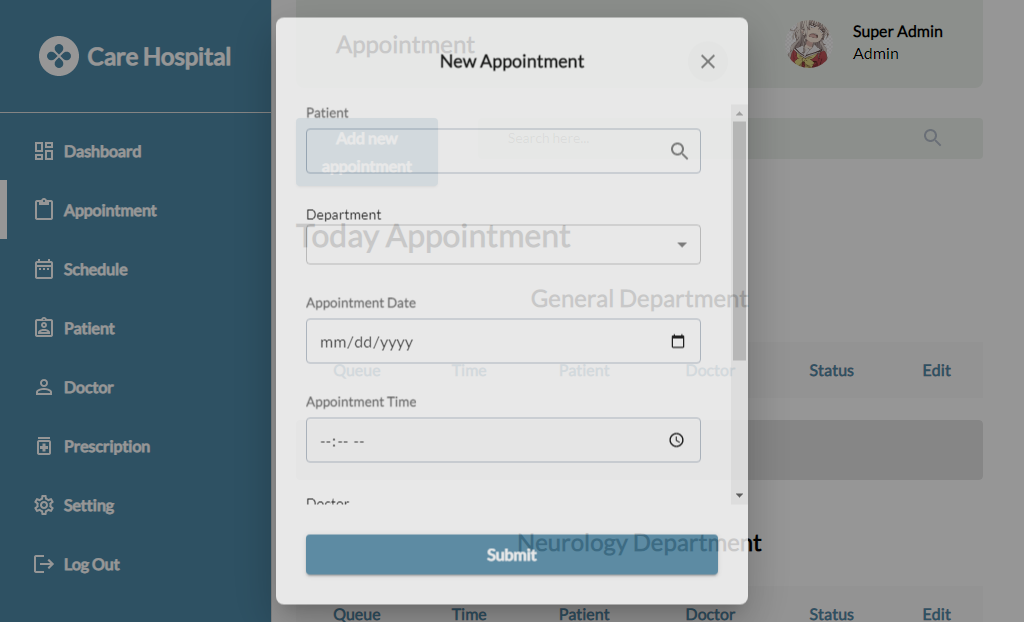 Care Hospital
Dashboard
Appointment
Schedule
Patient
Doctor
Prescription
Setting
Log Out
Appointment
Super Admin
Admin
Add new
appointment
Search here...
Today Appointment
General Department
Queue Time Patient Doctor Status Edit
Neurology Department
Queue Time Patient Doctor Status Edit
New Appointment
Patient
Department
Appointment Date
mm/dd/yyyy
Appointment Time
--:-- --
Doctor
Submit